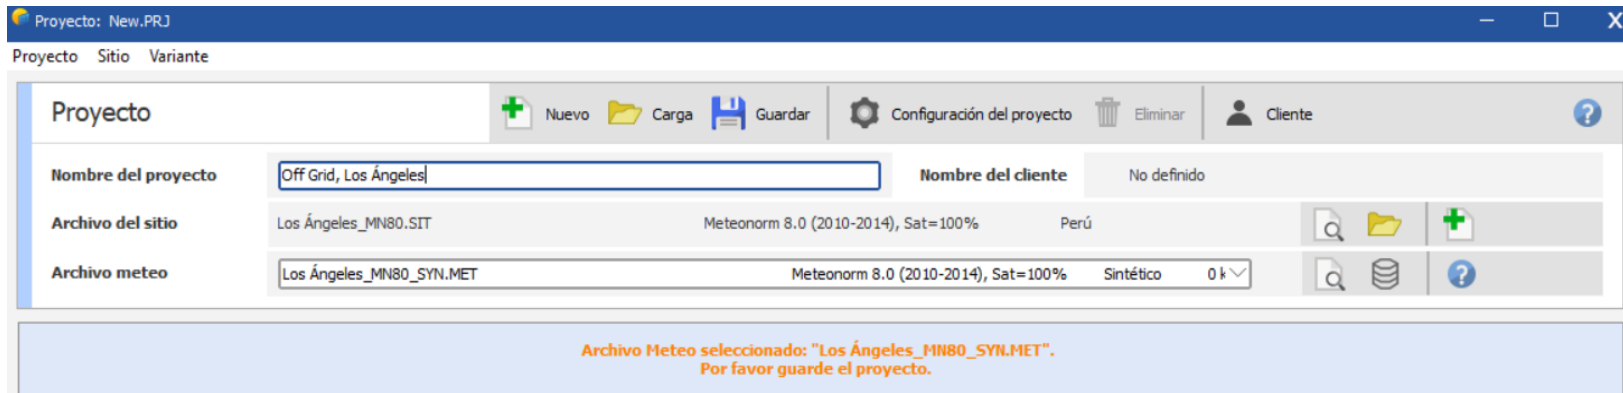 Proyecto: New.PRJ
Proyecto Sitio Variante
Proyecto Nuevo Carga Guardar Configuración del proyecto Eliminar Cliente ?
Nombre del proyecto Off Grid, Los Ángeles Nombre del cliente No definido
Archivo del sitio Los Ángeles_MN80.SIT Meteonorm 8.0 (2010-2014), Sat=100% Perú
Archivo meteo Los Ángeles_MN80_SYN.MET Meteonorm 8.0 (2010-2014), Sat=100% Sintético 0 k ?
Archivo Meteo seleccionado: "Los Ángeles_MN80_SYN.MET".
Por favor guarde el proyecto.